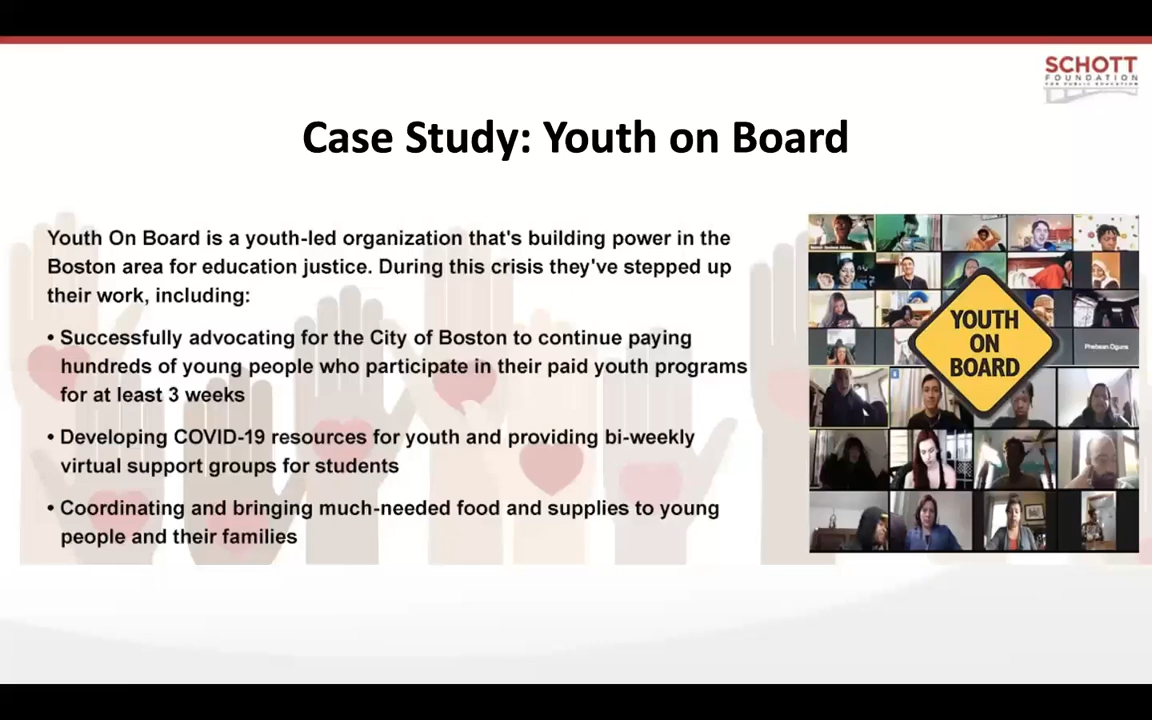 SCHOTT
FOUNDATION
FOR PUBLIC EDUCATION
Case Study: Youth on Board
Youth On Board is a youth-led organization that's building power in the
Boston area for education justice. During this crisis they've stepped up
their work, including:
• Successfully advocating for the City of Boston to continue paying
hundreds of young people who participate in their paid youth programs
for at least 3 weeks
• Developing COVID-19 resources for youth and providing bi-weekly
virtual support groups for students
• Coordinating and bringing much-needed food and supplies to young
people and their families
YOUTH
ON
BOARD